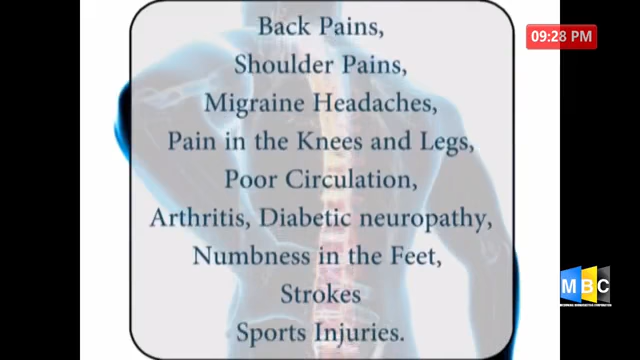 Back Pains,
09:28 PM
Shoulder Pains,
Migraine Headaches,
Pain in the Knees and Legs,
Poor Circulation,
Arthritis, Diabetic neuropathy,
Numbness in the Feet,
MBC
Strokes
Sports Injuries.